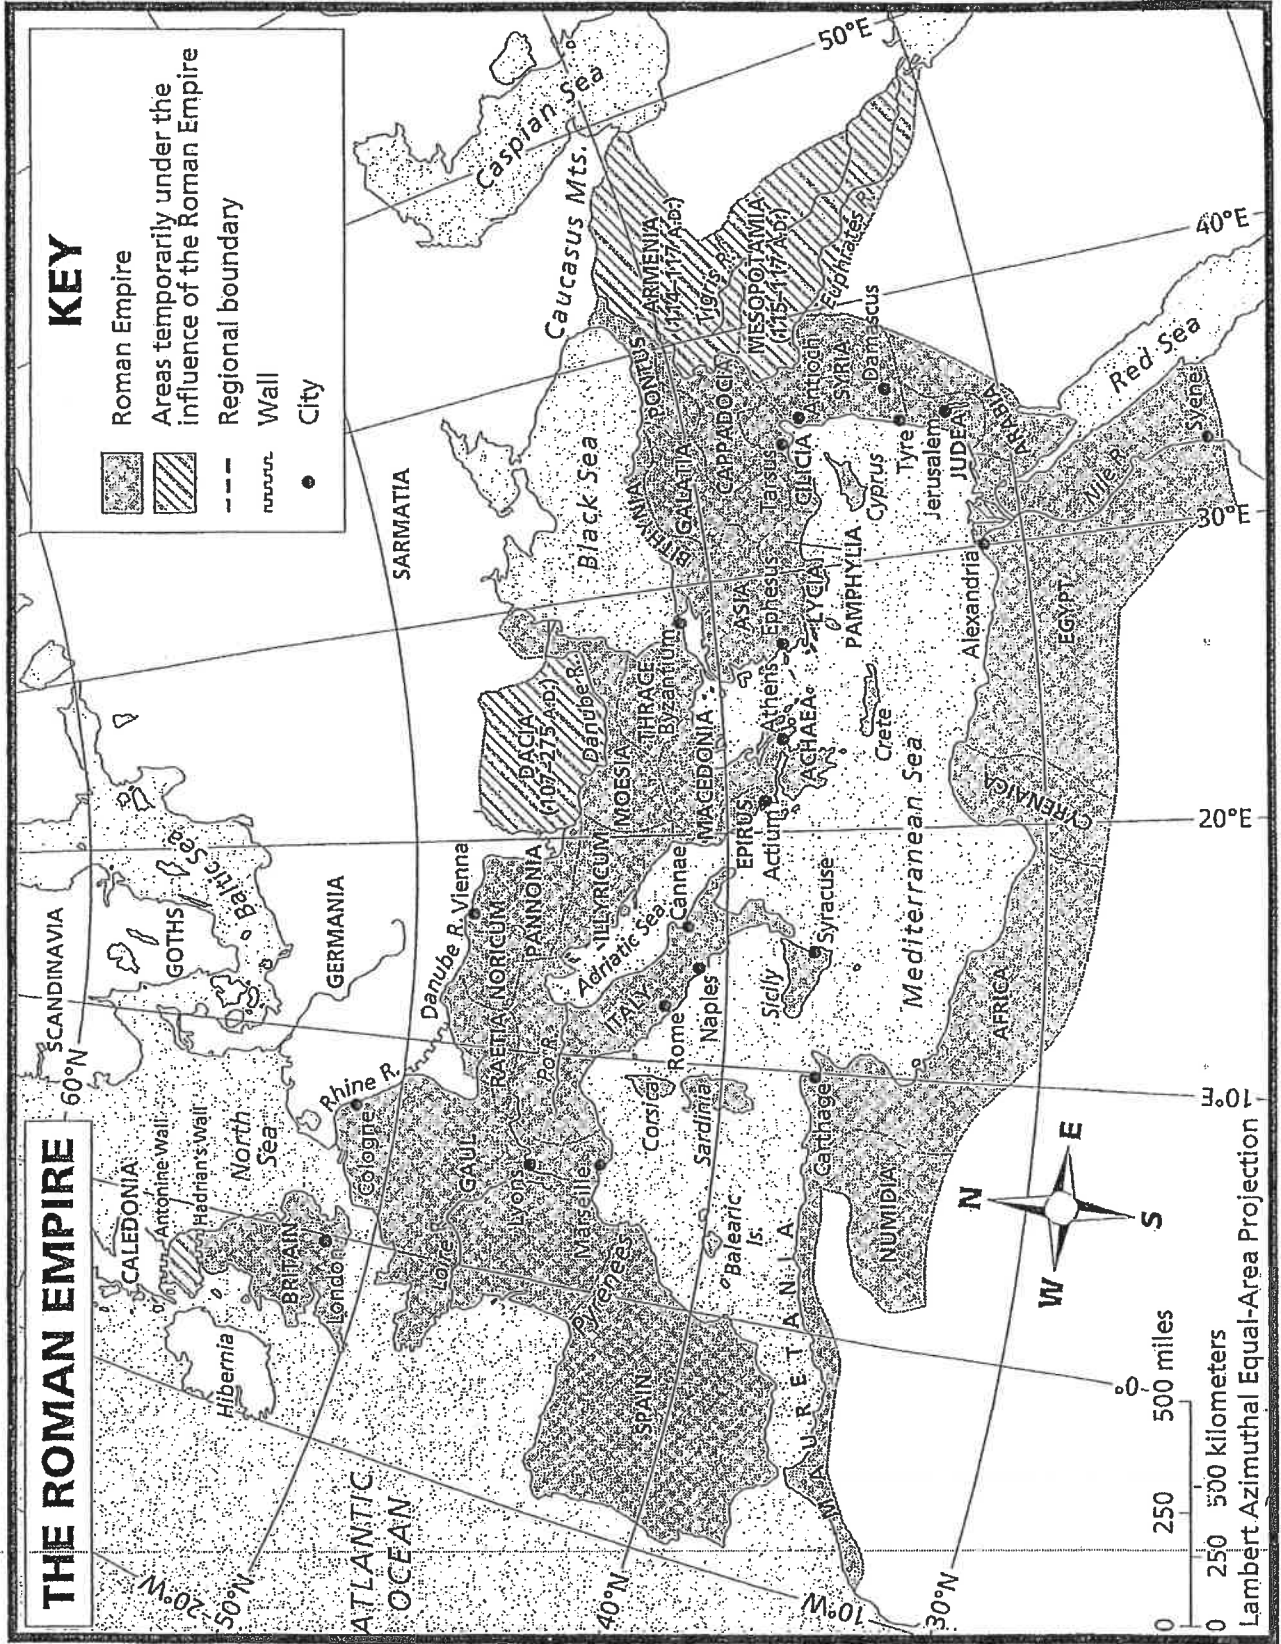 THE ROMAN EMPIRE
KEY
Roman Empire
Areas temporarily under the
influence of the Roman Empire
Regional boundary
Wall
City
SCANDINAVIA
60°N
CALEDONIA
Antonine Wall
Hadrian's Wall
North
Sea
GOTHS
Baltic
Sea
Hibernia
BRITAIN
London
GERMANIA
SARMATIA
Caspian Sea
50°E
20°W
50°N
ATLANTIC
OCEAN
Rhine R.
Cologne
Danube R.
Vienna
GAUL
Loire
Lyons
RAETIA
NORICUM
PANNONIA
DACIA
(107–275 A.D.)
Danube R.
Black Sea
Caucasus Mts.
ARMENIA
(114–117 A.D.)
Tigris R.
MESOPOTAMIA
(115–117 A.D.)
Euphrates R.
Po R.
Marseilles
Pyrenees
ILLYRICUM
MOESIA
THRACE
Byzantium
BITHYNIA
PONITUS
GALATIA
CAPPADOCIA
SPAIN
40°N
Corsica
Sardinia
ITALY
Rome
Naples
Adriatic Sea
Cannae
MACEDONIA
EPIRUS
Actium
Athens
ACHAEA
ASIA
Ephesus
LYCIA
PAMPHYLIA
Tarsus
CILICIA
Antioch
SYRIA
Damascus
Balearic
Is.
Sicily
Syracuse
Crete
Cyprus
Tyre
Jerusalem
JUDEA
ARABIA
40°E
Red Sea
Mediterranean Sea
MAURETANIA
Carthage
NUMIDIA
AFRICA
CYRENAICA
Alexandria
EGYPT
Nile R.
Syene
30°E
20°E
10°E
0°
10°W
30°N
N
E
S
W
0 250 500 miles
0 250 500 kilometers
Lambert Azimuthal Equal-Area Projection